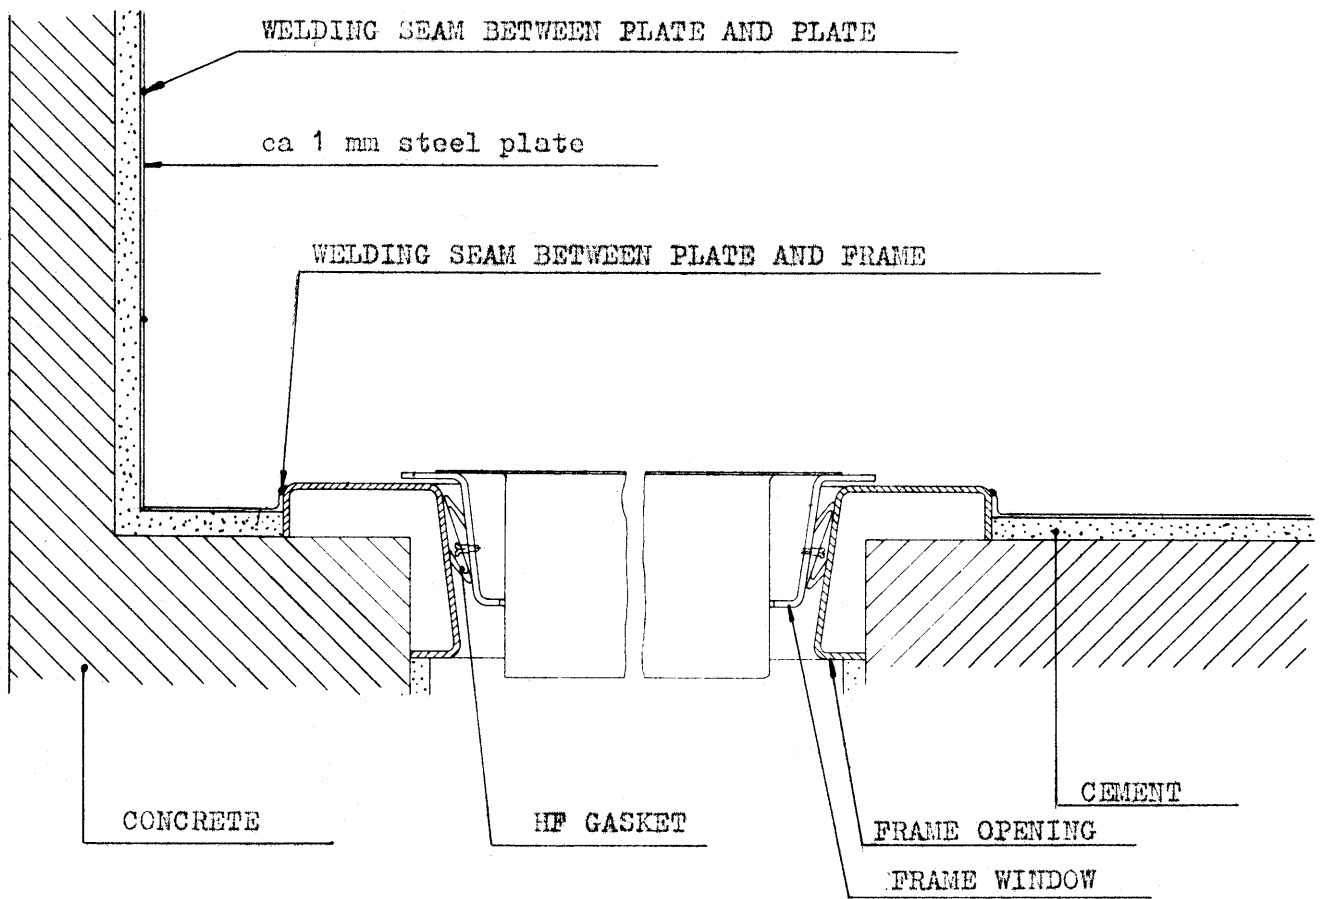 WELDING SEAM BETWEEN PLATE AND PLATE
ca 1 mm steel plate
WELDING SEAM BETWEEN PLATE AND FRAME
CEMENT
CONCRETE
HF GASKET
FRAME OPENING
FRAME WINDOW